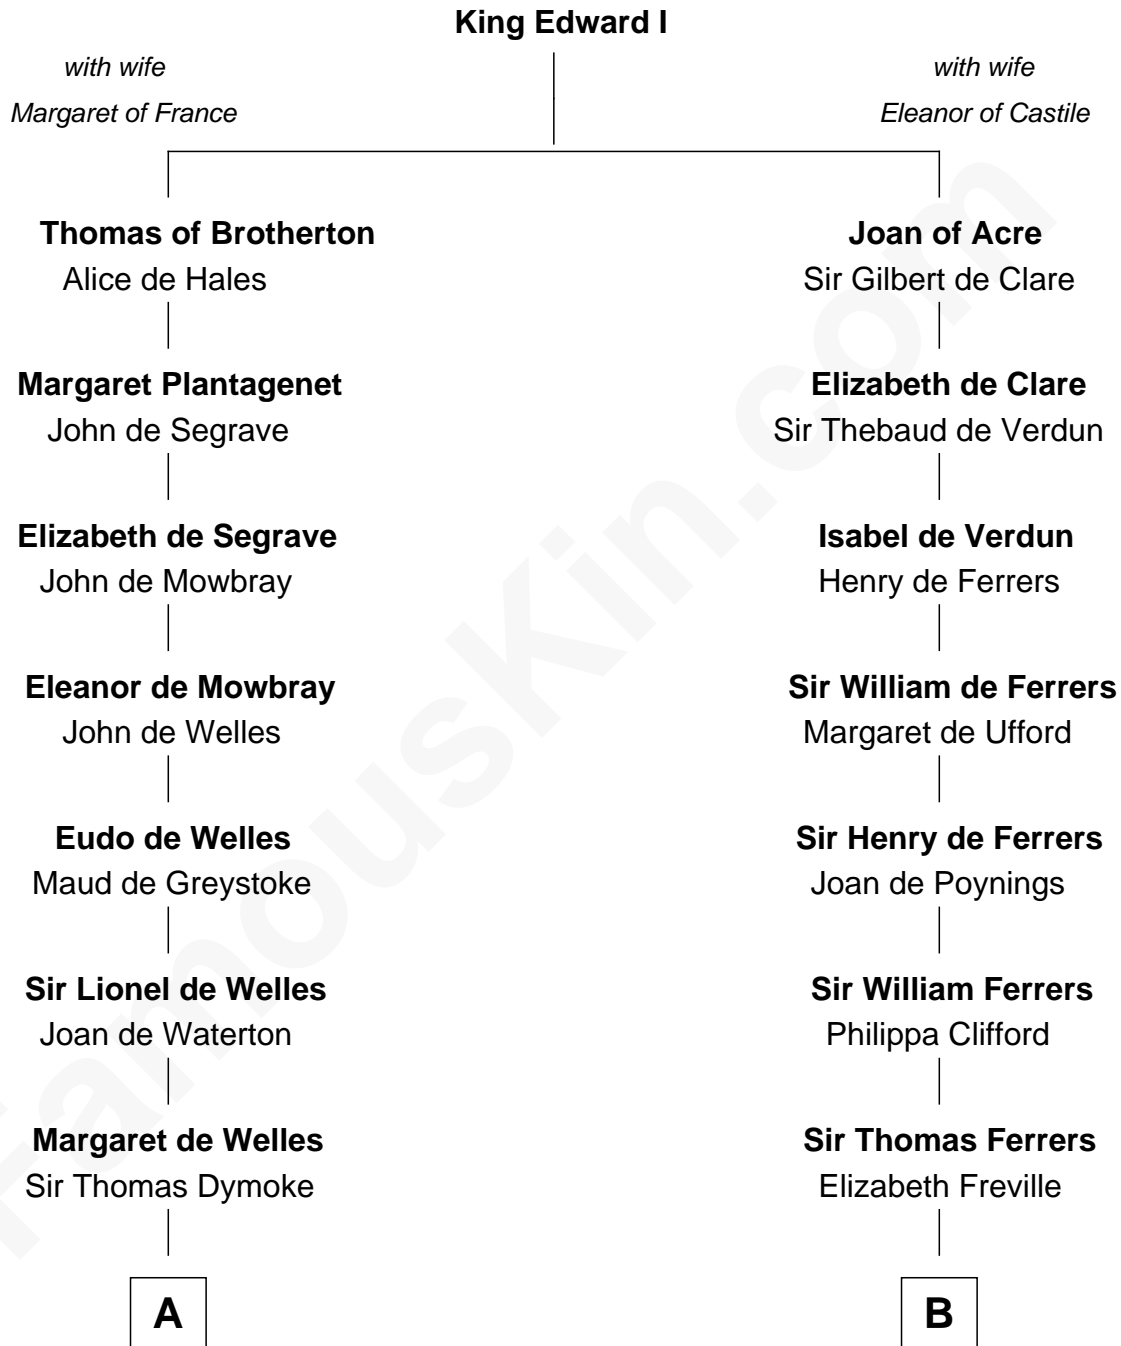 King Edward I
with wife
Margaret of France
with wife
Eleanor of Castile
Thomas of Brotherton
Alice de Hales
Joan of Acre
Sir Gilbert de Clare
Margaret Plantagenet
John de Segrave
Elizabeth de Clare
Sir Thebaud de Verdun
Elizabeth de Segrave
John de Mowbray
Isabel de Verdun
Henry de Ferrers
Eleanor de Mowbray
John de Welles
Sir William de Ferrers
Margaret de Ufford
Eudo de Welles
Maud de Greystoke
Sir Henry de Ferrers
Joan de Poynings
Sir Lionel de Welles
Joan de Waterton
Sir William Ferrers
Philippa Clifford
Margaret de Welles
Sir Thomas Dymoke
Sir Thomas Ferrers
Elizabeth Freville
A
B
FamousKin.com